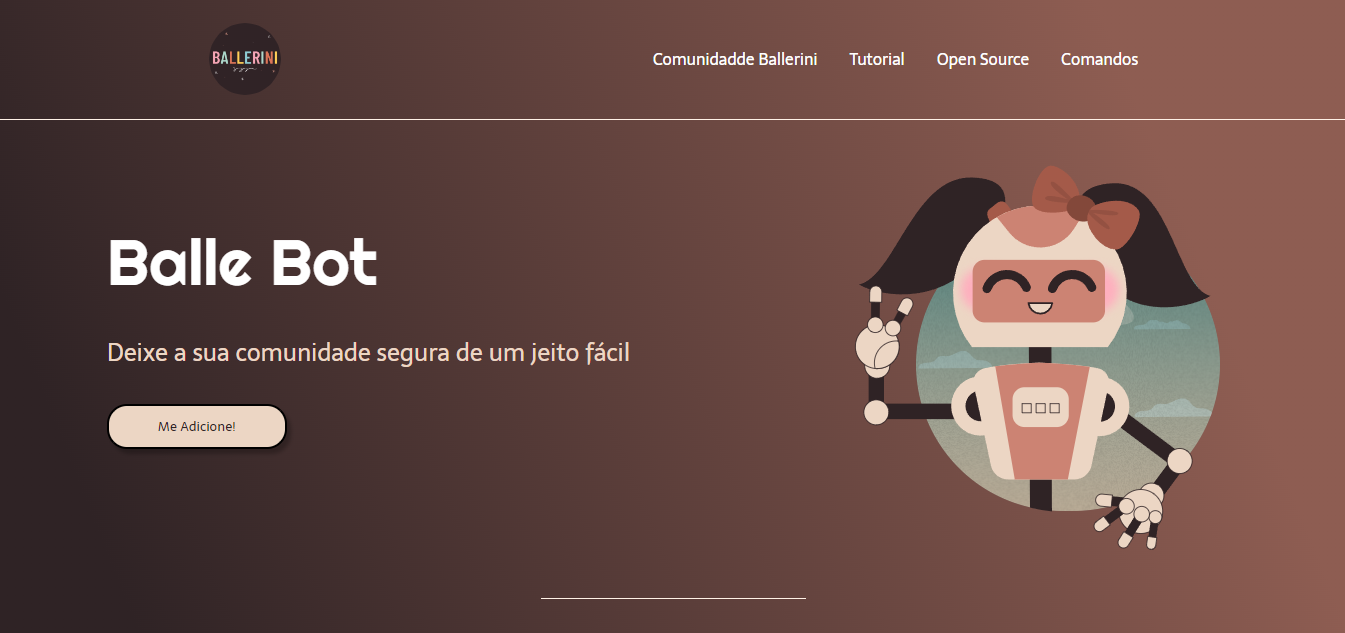 BALLERINI
Comunidadde Ballerini
Tutorial
Open Source
Comandos
Balle Bot
Deixe a sua comunidade segura de um jeito fácil
Me Adicione!